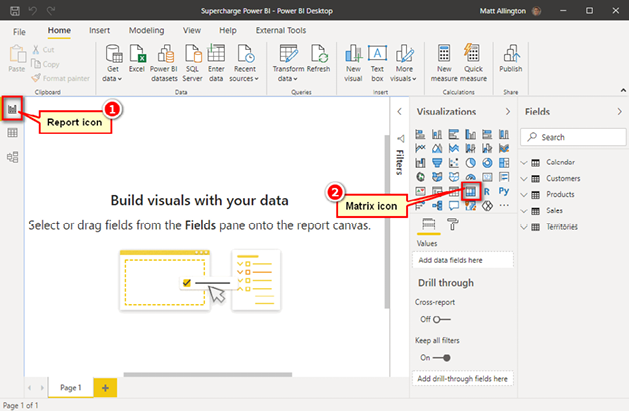 Supercharge Power BI - Power BI Desktop
Matt Allington
File
Home
Insert
Modeling
View
Help
External Tools
Paste
Cut
Copy
Format painter
Get data
Excel
Power BI datasets
SQL Server
Enter data
Recent sources
Transform data
Refresh
New visual
Text box
More visuals
New measure
Quick measure
Publish
Clipboard
Data
Queries
Insert
Calculations
Share
1
Report icon
Filters
Visualizations
Fields
Search
Calendar
Customers
Products
Sales
Territories
R
Py
2
Matrix icon
Build visuals with your data
Select or drag fields from the Fields pane onto the report canvas.
Values
Add data fields here
Drill through
Cross-report
Off
Keep all filters
On
Add drill-through fields here
Page 1
Page 1 of 1